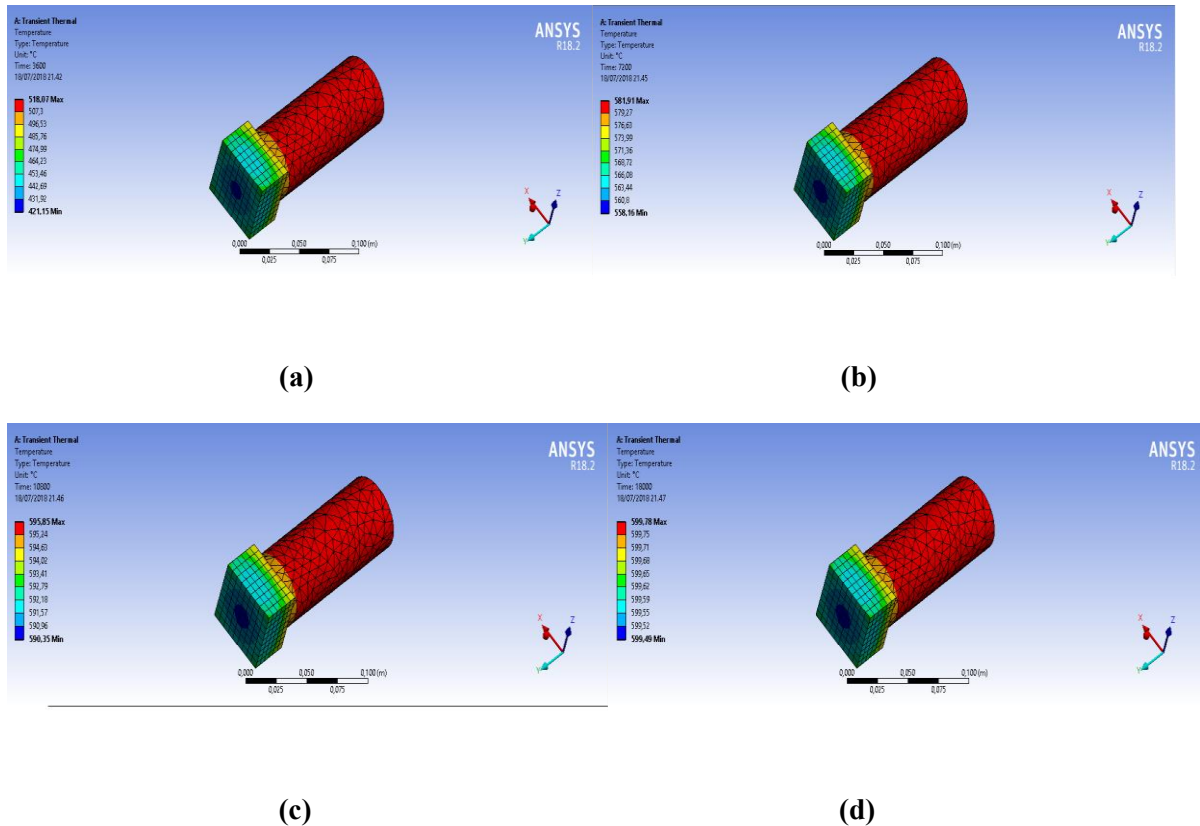 A: Transient Thermal
Temperature
Type: Temperature
Unit: °C
Time: 3600
18/07/2018 21.42
518,07 Max
507,3
496,53
485,76
474,99
464,23
453,46
442,69
431,92
421,15 Min
ANSYS
R18.2
X
Z
Y
0,000
0,050
0,100 (m)
0,025
0,075
A: Transient Thermal
Temperature
Type: Temperature
Unit: °C
Time: 7200
18/07/2018 21.45
581,91 Max
579,27
576,63
573,99
571,36
568,72
566,08
563,44
560,8
558,16 Min
ANSYS
R18.2
X
Z
Y
0,000
0,050
0,100 (m)
0,025
0,075
(a)
(b)
A: Transient Thermal
Temperature
Type: Temperature
Unit: °C
Time: 10800
18/07/2018 21.46
595,85 Max
595,24
594,63
594,02
593,41
592,79
592,18
591,57
590,96
590,35 Min
ANSYS
R18.2
X
Z
Y
0,000
0,050
0,100 (m)
0,025
0,075
A: Transient Thermal
Temperature
Type: Temperature
Unit: °C
Time: 18000
18/07/2018 21.47
599,78 Max
599,75
599,71
599,68
599,65
599,62
599,59
599,55
599,52
599,49 Min
ANSYS
R18.2
X
Z
Y
0,000
0,050
0,100 (m)
0,025
0,075
(c)
(d)